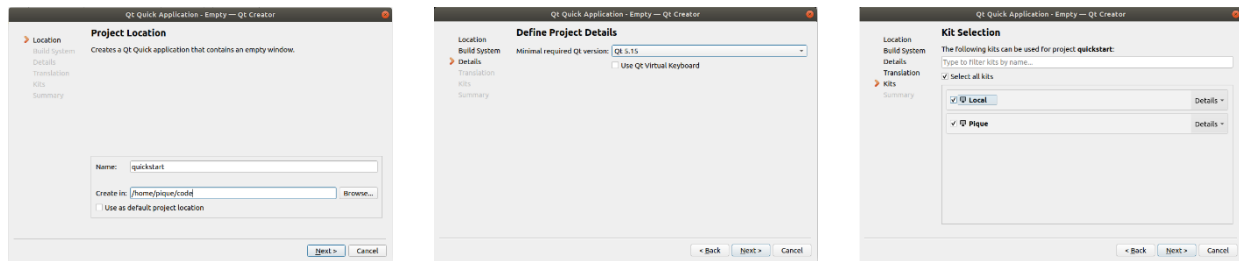 Qt Quick Application - Empty — Qt Creator
Location
Build System
Details
Translation
Kits
Summary
Project Location
Creates a Qt Quick application that contains an empty window.
Name: quickstart
Create in: /home/pique/code Browse...
Use as default project location
Next > Cancel
Qt Quick Application - Empty — Qt Creator
Location
Build System
Details
Translation
Kits
Summary
Define Project Details
Minimal required Qt version: Qt 5.15
Use Qt Virtual Keyboard
< Back Next > Cancel
Qt Quick Application - Empty — Qt Creator
Location
Build System
Details
Translation
Kits
Summary
Kit Selection
The following kits can be used for project quickstart:
Type to filter kits by name...
Select all kits
Local Details
Pique Details
< Back Next > Cancel